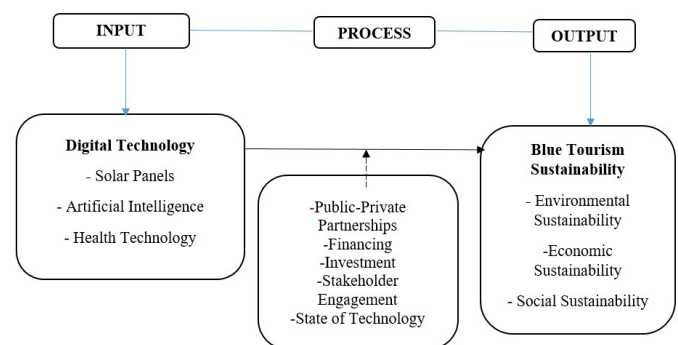 INPUT
PROCESS
OUTPUT
Digital Technology
- Solar Panels
- Artificial Intelligence
- Health Technology
-Public-Private
Partnerships
-Financing
-Investment
-Stakeholder
Engagement
-State of Technology
Blue Tourism
Sustainability
- Environmental
Sustainability
-Economic
Sustainability
- Social Sustainability